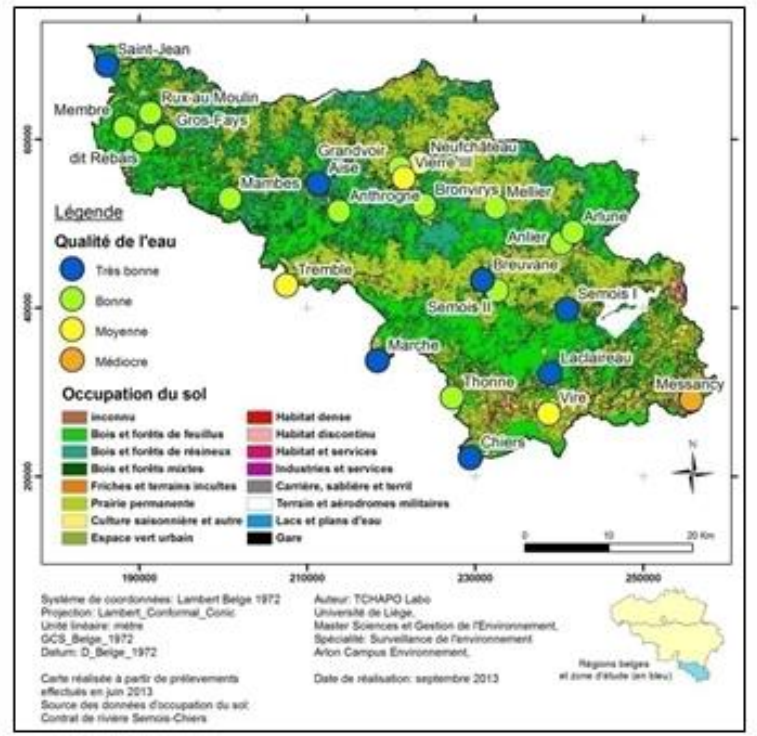 Saint-Jean
Membre
Rux-au Moulin
Gros-Fays
dit Rebais
Grandvoir
Neufchâteau
Vierre III
Aise
Mambes
Anthrogne
Bronvirys
Mellier
Arlune
Anlier
Breuvane
Tremble
Semois I
Semois II
Marche
Laclaireau
Thonne
Vire
Messancy
Chiers
60000
40000
20000
Légende
Qualité de l'eau
Très bonne
Bonne
Moyenne
Médiocre
Occupation du sol
inconnu
Bois et forêts de feuillus
Bois et forêts de résineux
Bois et forêts mixtes
Friches et terrains incultes
Prairie permanente
Culture saisonnière et autre
Espace vert urbain
Habitat dense
Habitat discontinu
Habitat et services
Industries et services
Carrière, sablière et terril
Terrain et aérodromes militaires
Lacs et plans d'eau
Gare
N
0 10 20 Km
190000 210000 230000 250000
Système de coordonnées: Lambert Belge 1972
Projection: Lambert_Conformal_Conic
Unité linéaire: mètre
GCS_Belge_1972
Datum: D_Belge_1972
Carte réalisée à partir de prélevements
effectués en juin 2013
Source des données d'occupation du sol:
Contrat de rivière Semois-Chiers
Auteur: TCHAPO Labo
Université de Liège,
Master Sciences et Gestion de l'Environnement,
Spécialité: Surveillance de l'environnement
Arlon Campus Environnement,
Date de réalisation: septembre 2013
Régions belges
et zone d'étude (en bleu)